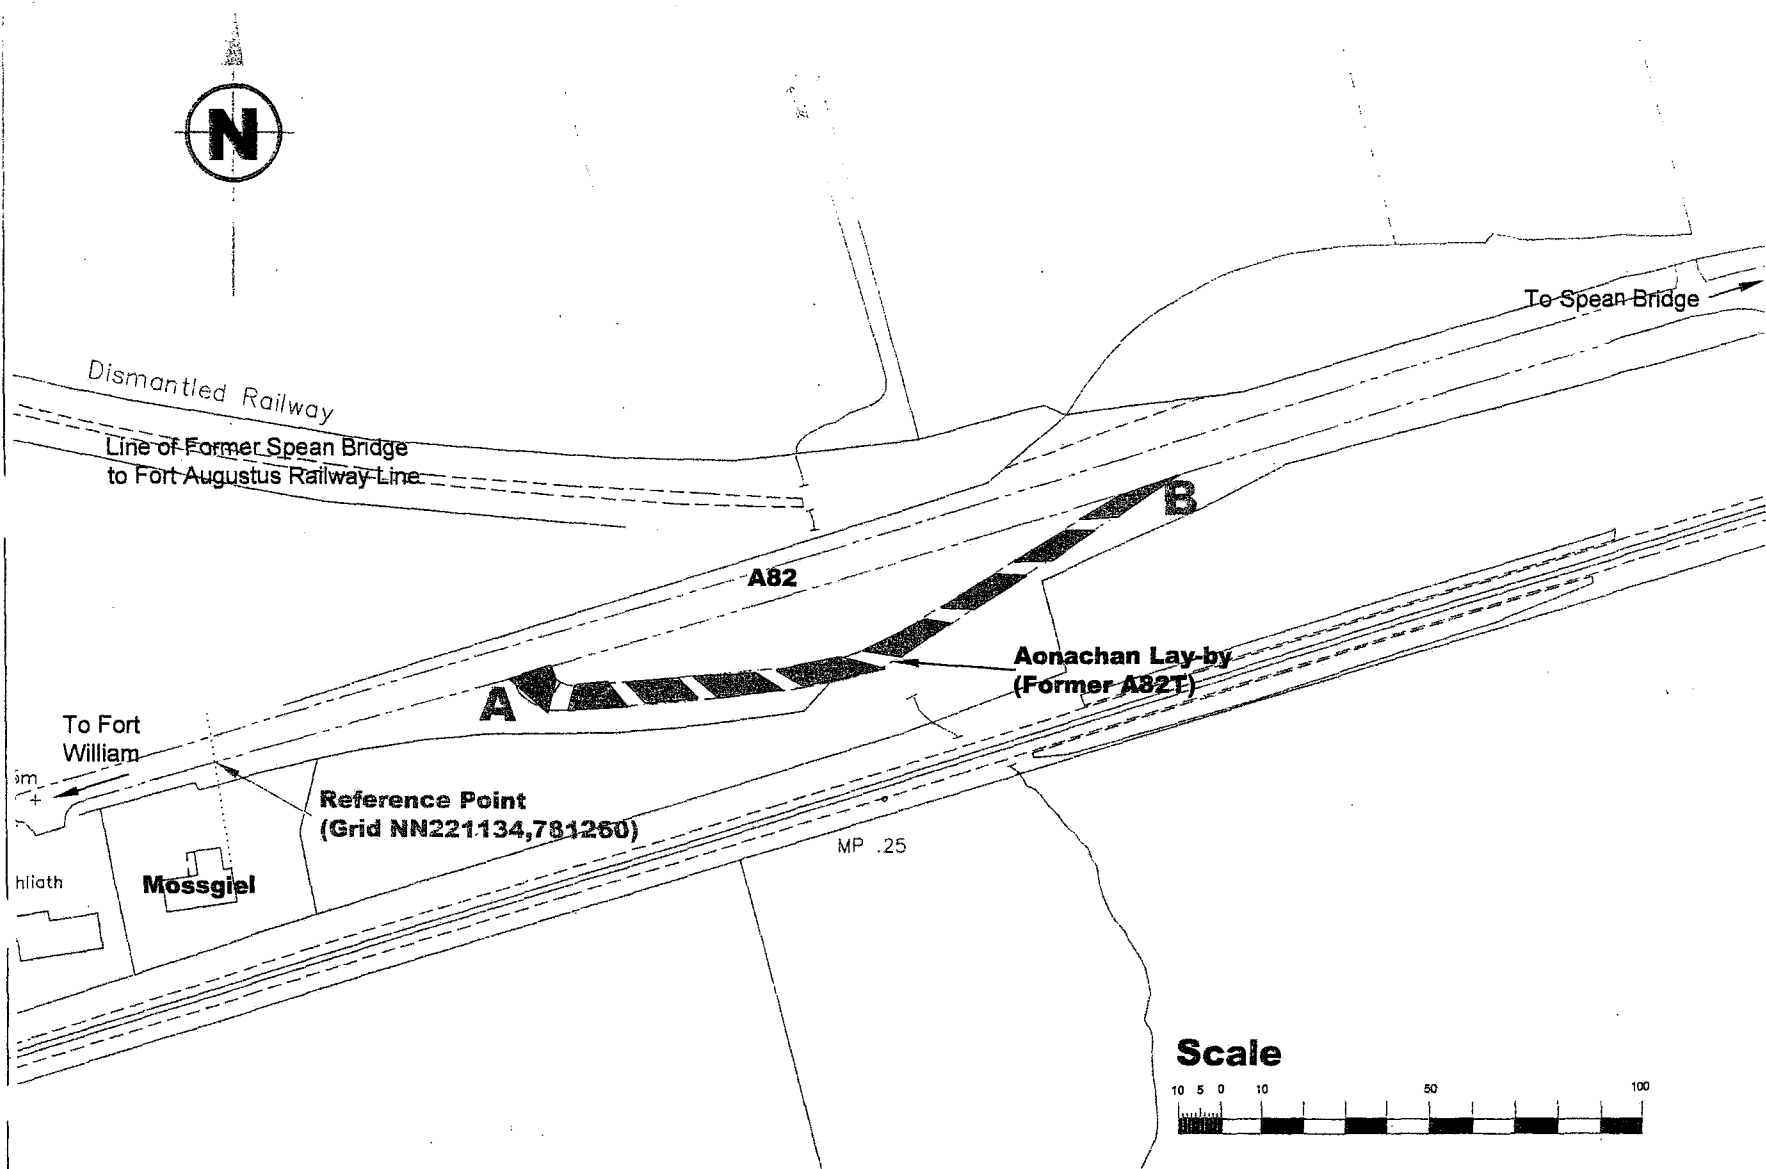 N
Dismantled Railway
Line of Former Spean Bridge
to Fort Augustus Railway Line
To Spean Bridge
B
A82
A
Aonachan Lay-by
(Former A82T)
To Fort
William
Reference Point
(Grid NN221134,781260)
MP .25
hliath
Mossgiel
Scale
10 5 0 10 50 100